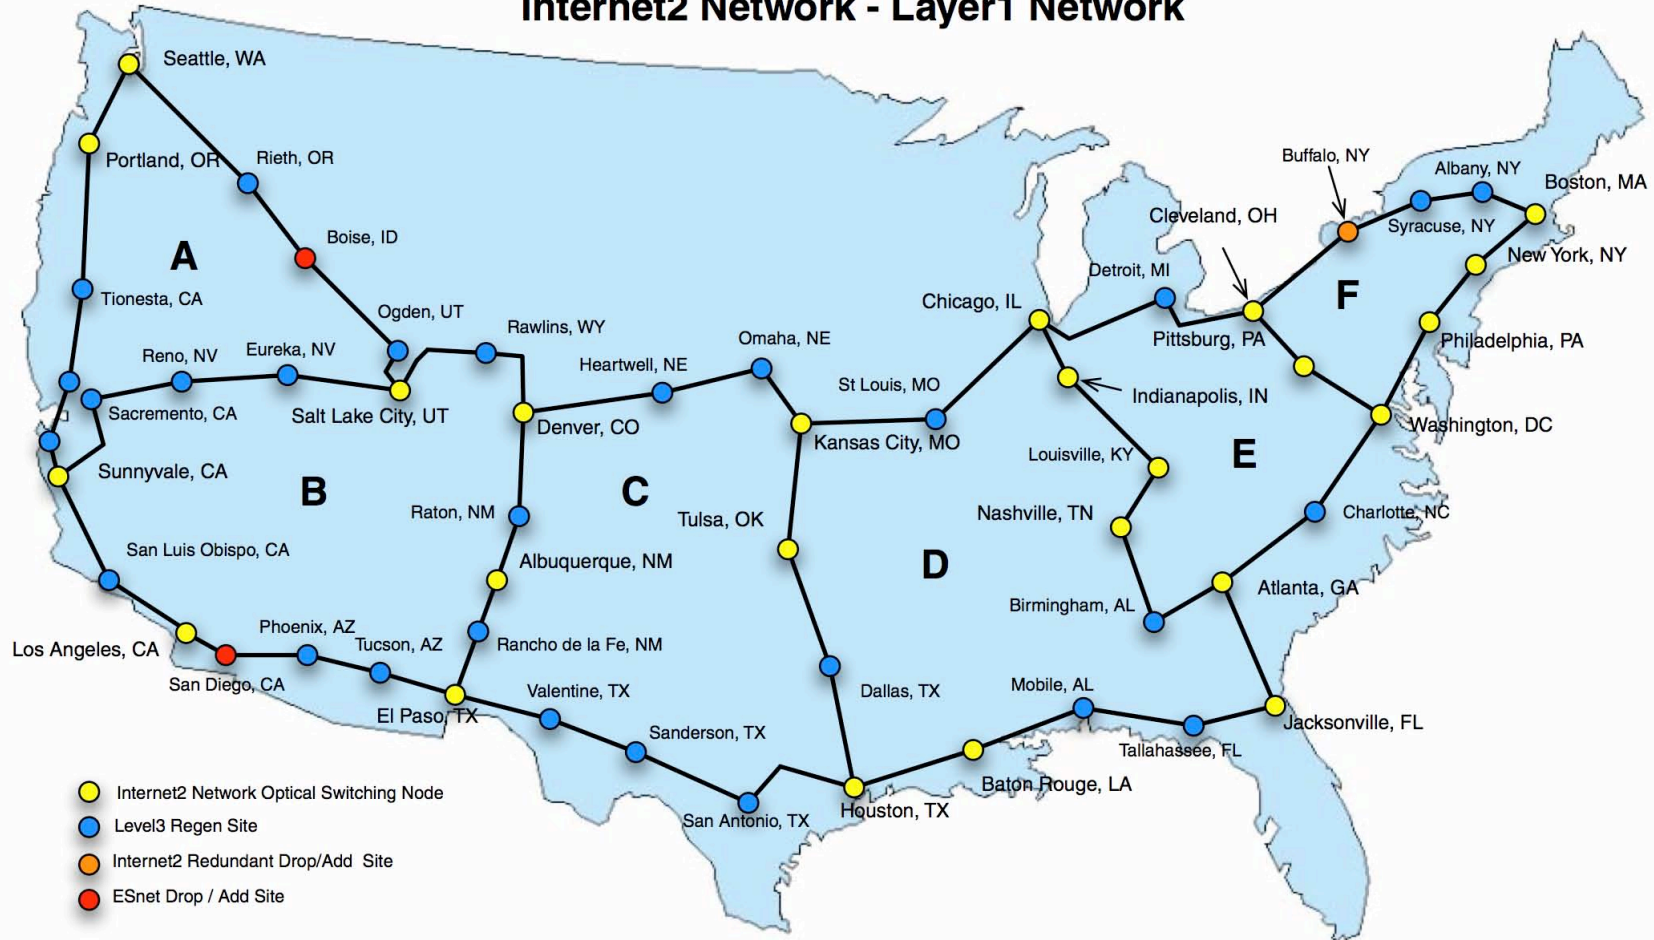 Internet2 Network - Layer1 Network
Seattle, WA
Portland, OR
Rieth, OR
Buffalo, NY
Albany, NY
Boston, MA
Cleveland, OH
Syracuse, NY
Boise, ID
A
New York, NY
Detroit, MI
F
Tionesta, CA
Ogden, UT
Chicago, IL
Rawlins, WY
Omaha, NE
Pittsburg, PA
Philadelphia, PA
Reno, NV
Eureka, NV
Heartwell, NE
St Louis, MO
Indianapolis, IN
Sacremento, CA
Salt Lake City, UT
Denver, CO
Kansas City, MO
Washington, DC
Sunnyvale, CA
Louisville, KY
E
B
C
Raton, NM
Tulsa, OK
Nashville, TN
Charlotte, NC
San Luis Obispo, CA
Albuquerque, NM
D
Atlanta, GA
Birmingham, AL
Los Angeles, CA
Phoenix, AZ
Tucson, AZ
Rancho de la Fe, NM
San Diego, CA
Valentine, TX
Dallas, TX
Mobile, AL
El Paso, TX
Sanderson, TX
Jacksonville, FL
Tallahassee, FL
Baton Rouge, LA
San Antonio, TX
Houston, TX
Internet2 Network Optical Switching Node
Level3 Regen Site
Internet2 Redundant Drop/Add Site
ESnet Drop / Add Site